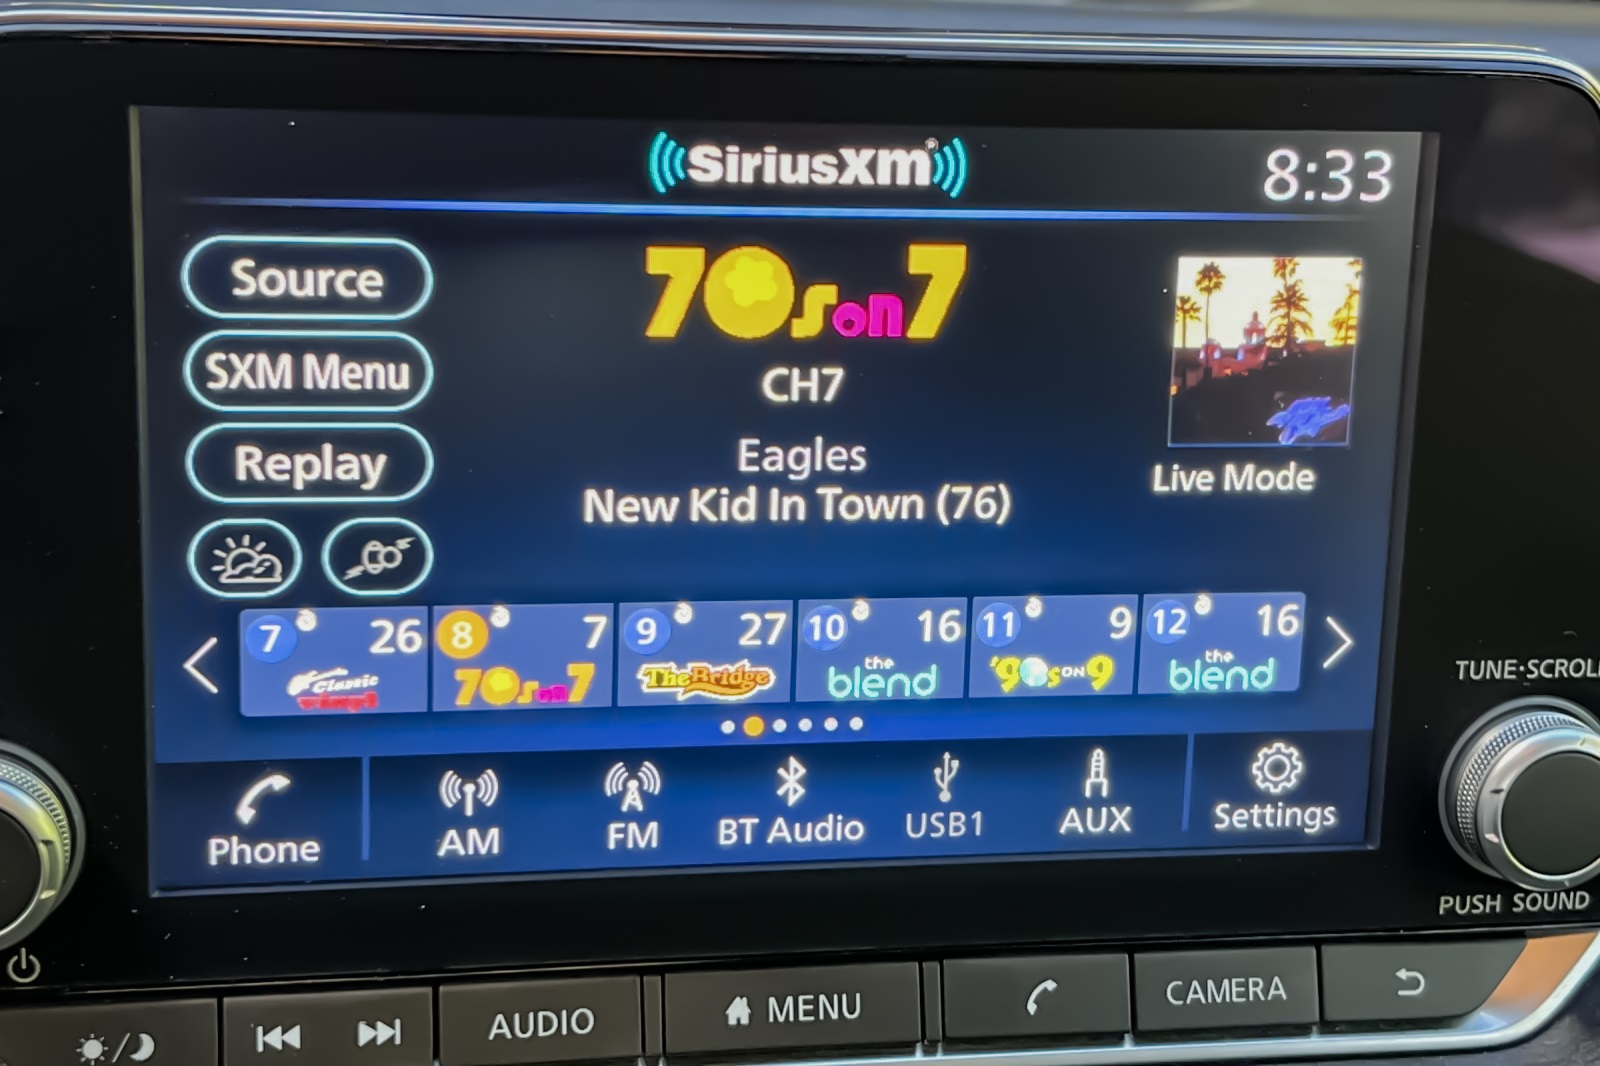 SiriusXM
8:33
Source
70s on 7
SXM Menu
CH7
Replay
Eagles
New Kid In Town (76)
Live Mode
7 26
Classic
Vinyl
8 7
70s on 7
9 27
The Bridge
10 16
the
blend
11 9
'90s ON 9
12 16
the
blend
Phone
AM
FM
BT Audio
USB1
AUX
Settings
TUNE·SCROLL
PUSH SOUND
AUDIO
MENU
CAMERA